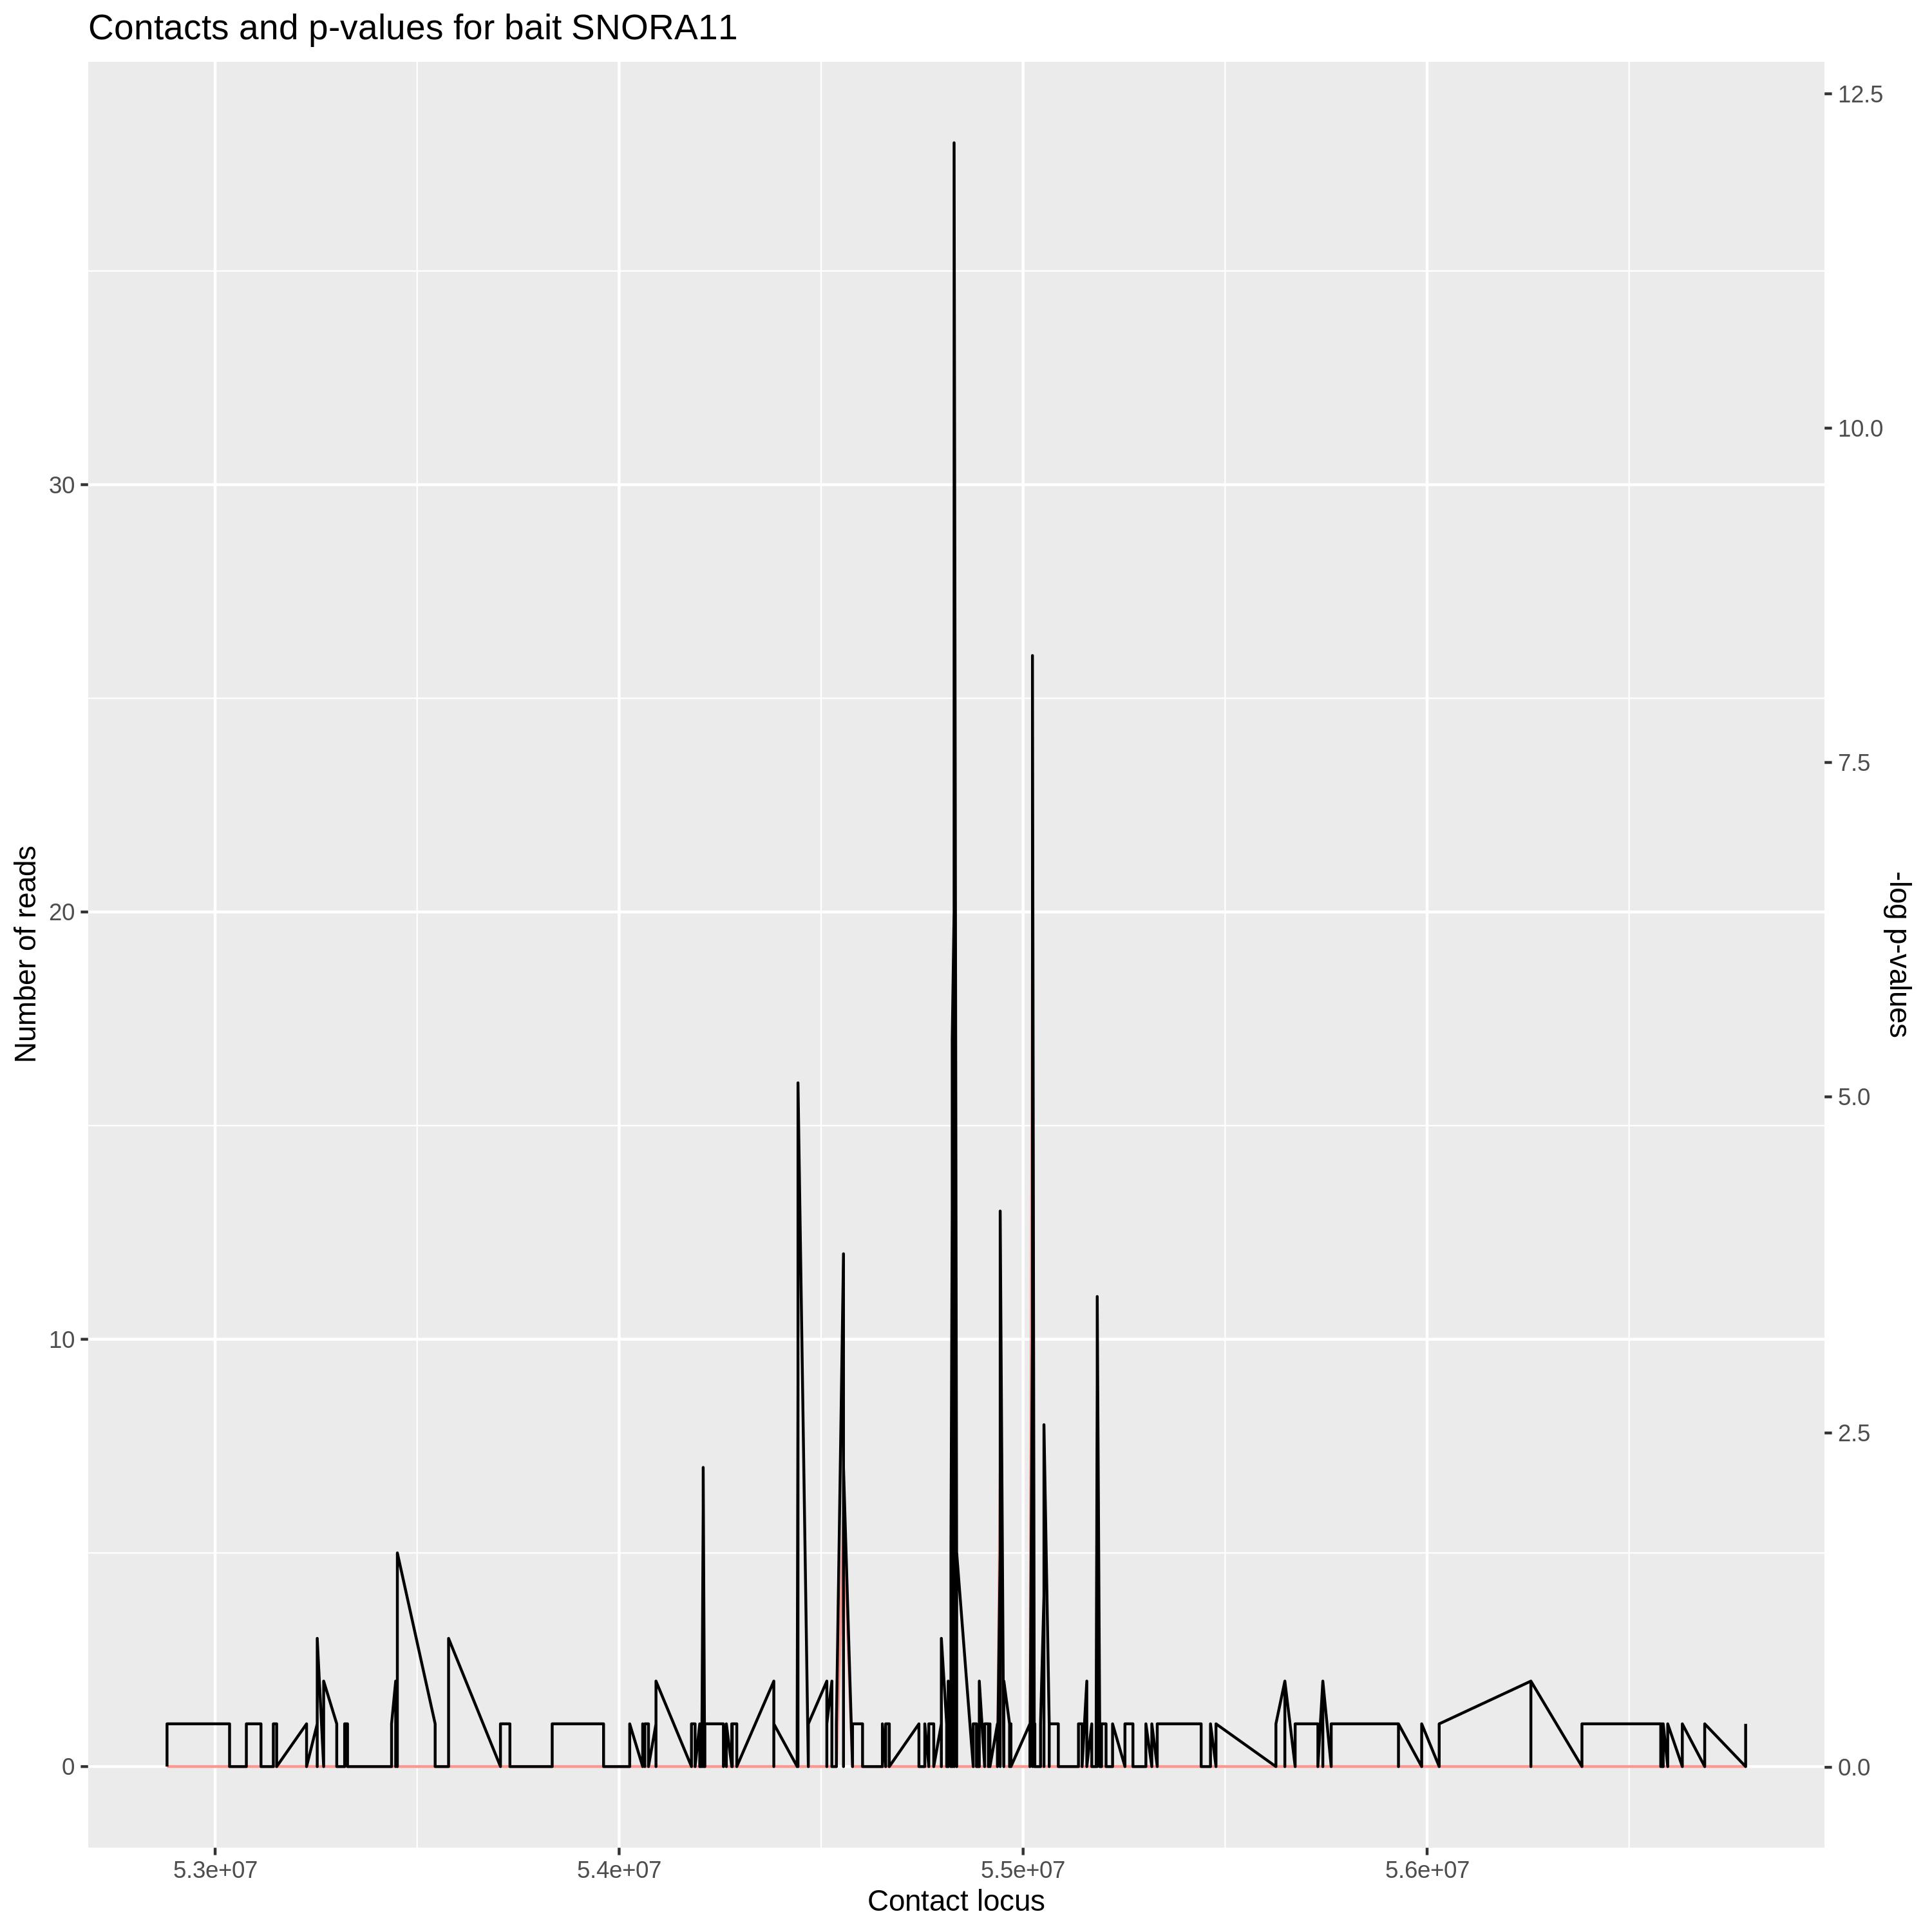 Contacts and p-values for bait SNORA11
12.5
10.0
30
7.5
Number of reads
-log p-values
20
5.0
10
2.5
0
0.0
5.3e+07
5.4e+07
5.5e+07
5.6e+07
Contact locus